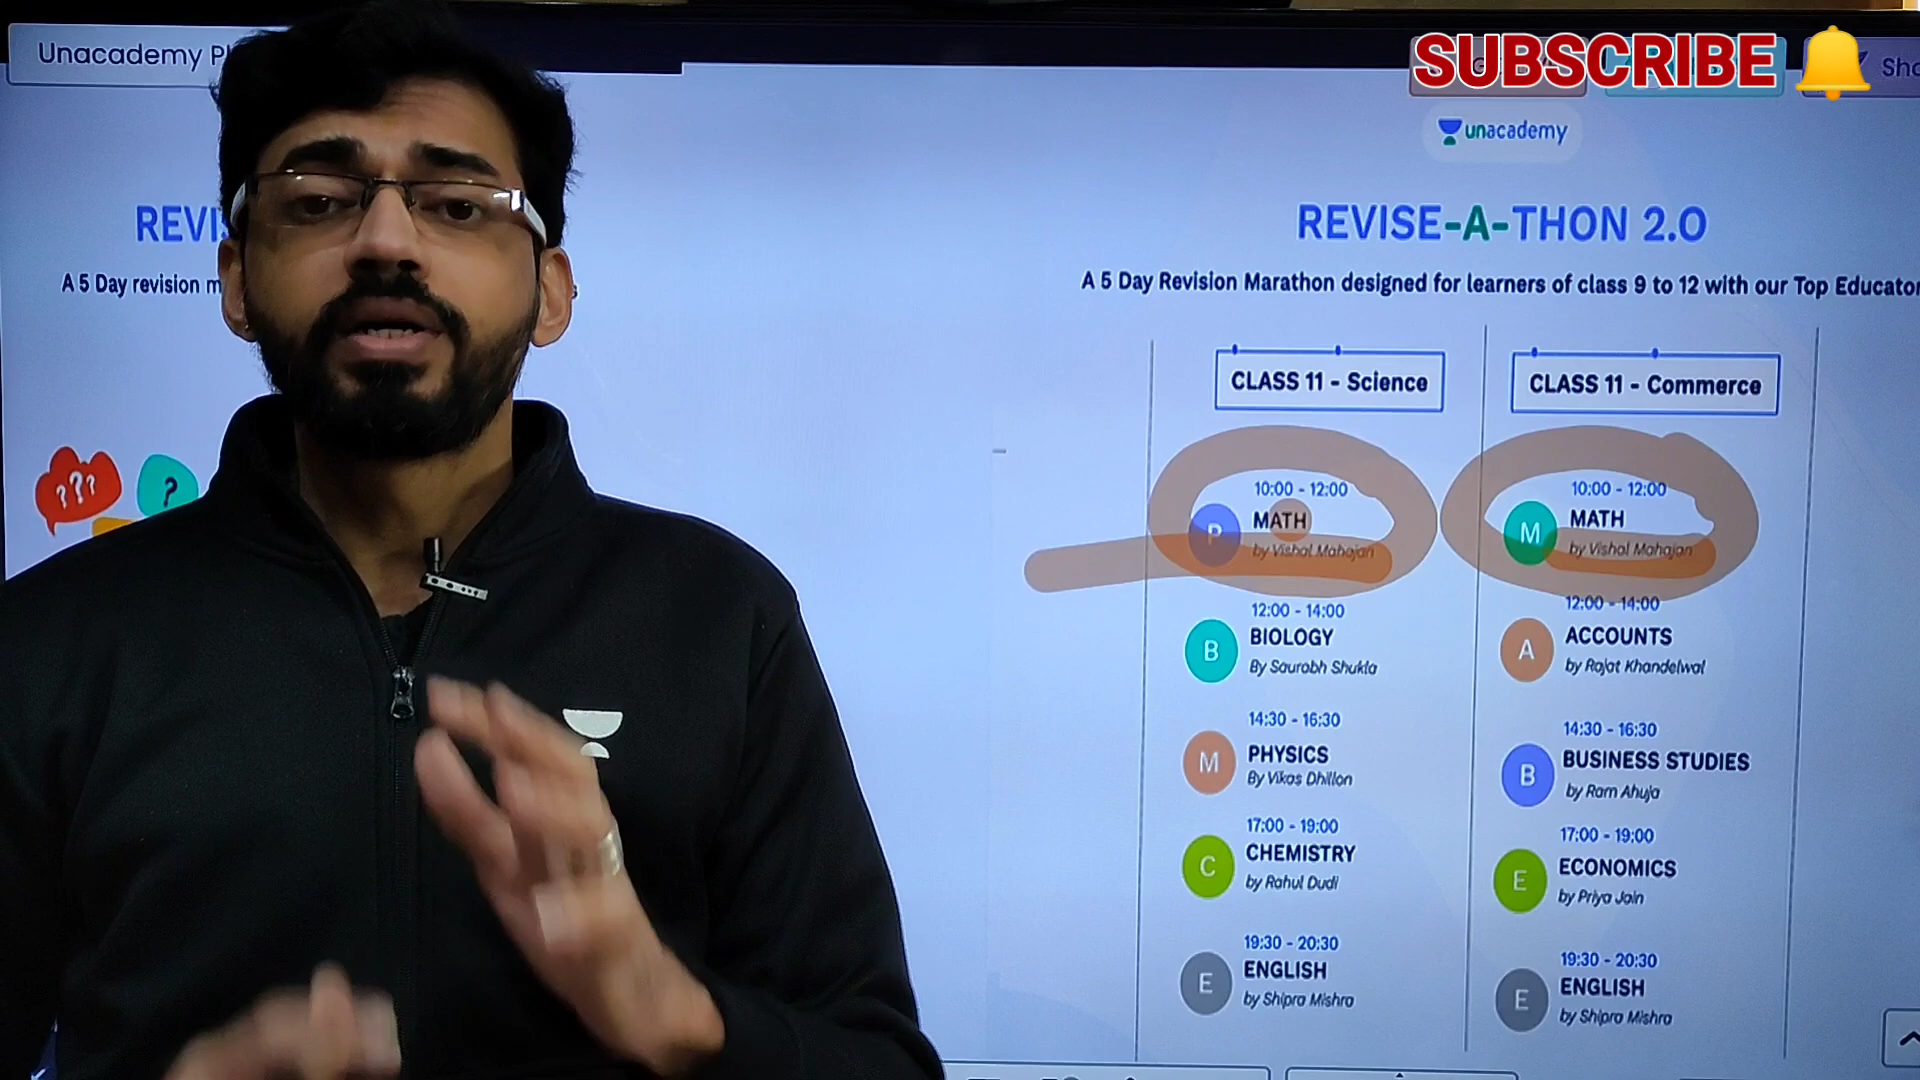 Unacademy
SUBSCRIBE
unacademy
REVISE-A-THON 2.0
A 5 Day revision
A 5 Day Revision Marathon designed for learners of class 9 to 12 with our Top Educator
CLASS 11 - Science
CLASS 11 - Commerce
???
?
10:00 - 12:00
P
MATH
by Vishal Mahajan
10:00 - 12:00
M
MATH
by Vishal Mahajan
12:00 - 14:00
B
BIOLOGY
By Saurabh Shukla
12:00 - 14:00
A
ACCOUNTS
by Rajat Khandelwal
14:30 - 16:30
M
PHYSICS
By Vikas Dhillon
14:30 - 16:30
B
BUSINESS STUDIES
by Ram Ahuja
17:00 - 19:00
C
CHEMISTRY
by Rahul Dudi
17:00 - 19:00
E
ECONOMICS
by Priya Jain
19:30 - 20:30
E
ENGLISH
by Shipra Mishra
19:30 - 20:30
E
ENGLISH
by Shipra Mishra